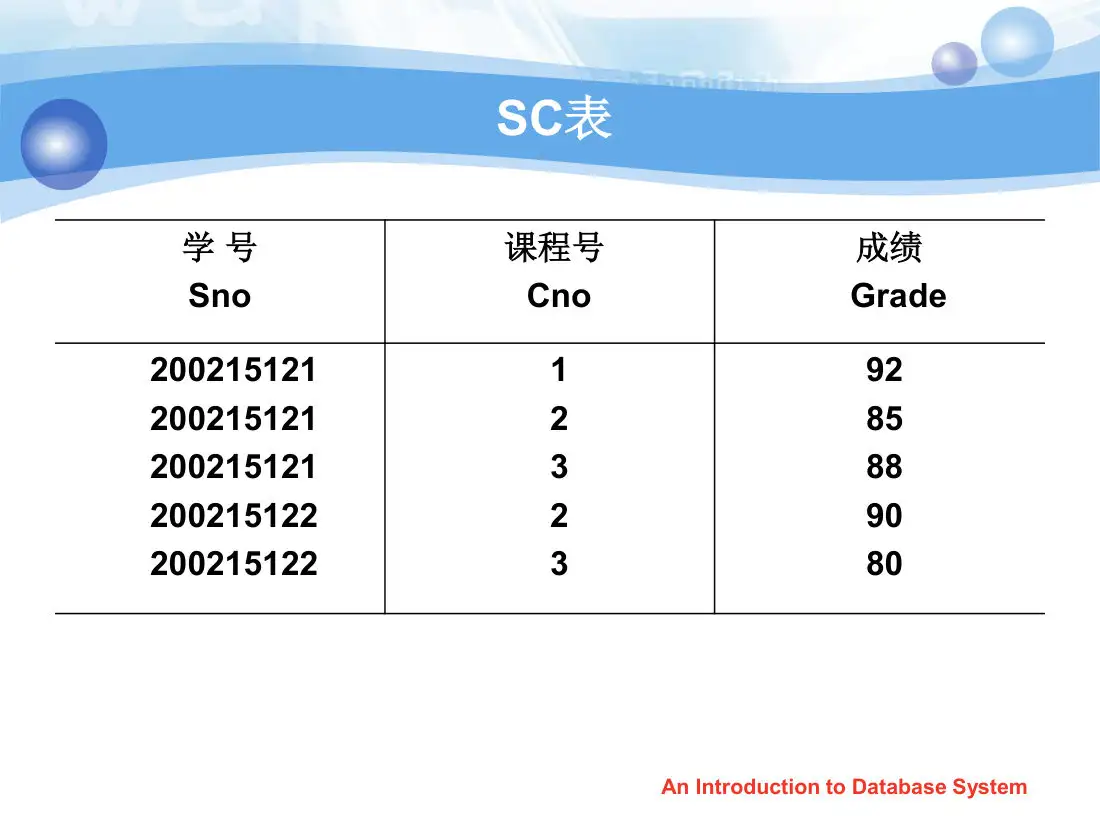 SC表
学 号 课程号 成绩
Sno Cno Grade
200215121 1 92
200215121 2 85
200215121 3 88
200215122 2 90
200215122 3 80
An Introduction to Database System